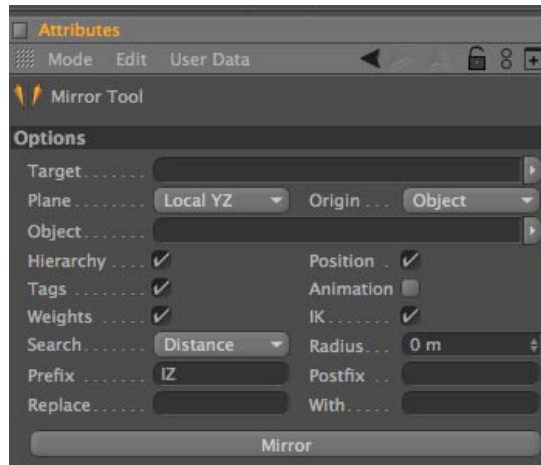 Attributes
Mode Edit User Data
Mirror Tool
Options
Target.......
Plane........ Local YZ Origin ... Object
Object.......
Hierarchy .... Position .
Tags ........ Animation
Weights ..... IK.......
Search....... Distance Radius... 0 m
Prefix ....... IZ Postfix ..
Replace...... With.....
Mirror